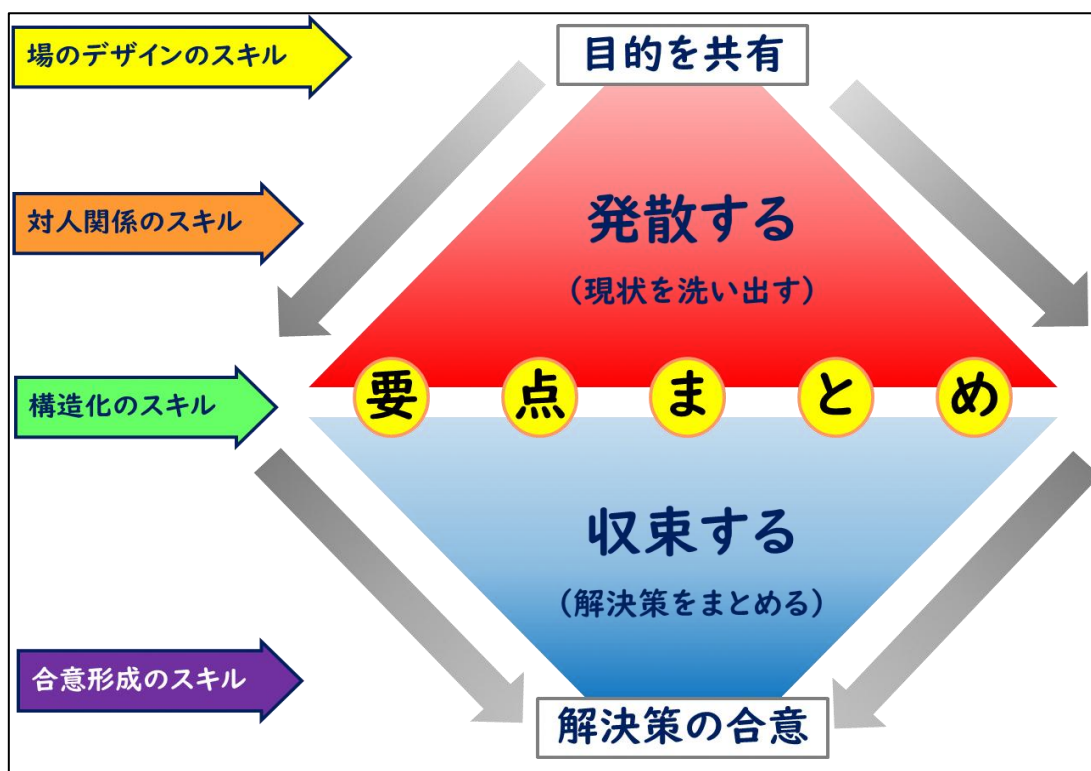 場のデザインのスキル
目的を共有
対人関係のスキル
発散する
（現状を洗い出す）
構造化のスキル
要点まとめ
収束する
（解決策をまとめる）
合意形成のスキル
解決策の合意